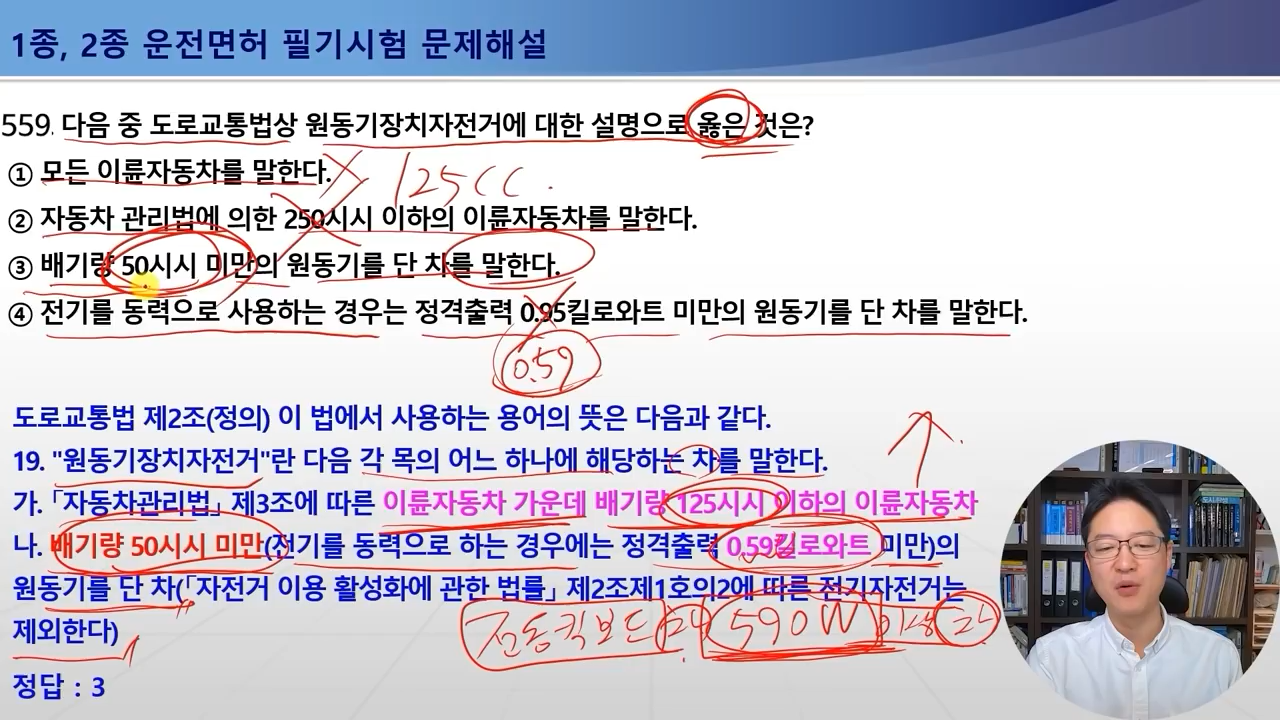 1종, 2종 운전면허 필기시험 문제해설
559. 다음 중 도로교통법상 원동기장치자전거에 대한 설명으로 옳은 것은?
① 모든 이륜자동차를 말한다.
125CC.
② 자동차 관리법에 의한 250시시 이하의 이륜자동차를 말한다.
③ 배기량 50시시 미만의 원동기를 단 차를 말한다.
④ 전기를 동력으로 사용하는 경우는 정격출력 0.95킬로와트 미만의 원동기를 단 차를 말한다.
0.59
도로교통법 제2조(정의) 이 법에서 사용하는 용어의 뜻은 다음과 같다.
19. "원동기장치자전거"란 다음 각 목의 어느 하나에 해당하는 차를 말한다.
가. 「자동차관리법」 제3조에 따른 이륜자동차 가운데 배기량 125시시 이하의 이륜자동차
나. 배기량 50시시 미만(전기를 동력으로 하는 경우에는 정격출력 0.59킬로와트 미만)의
원동기를 단 차(「자전거 이용 활성화에 관한 법률」 제2조제1호의2에 따른 전기자전거는
제외한다)
전동킥보드 590W
정답 : 3